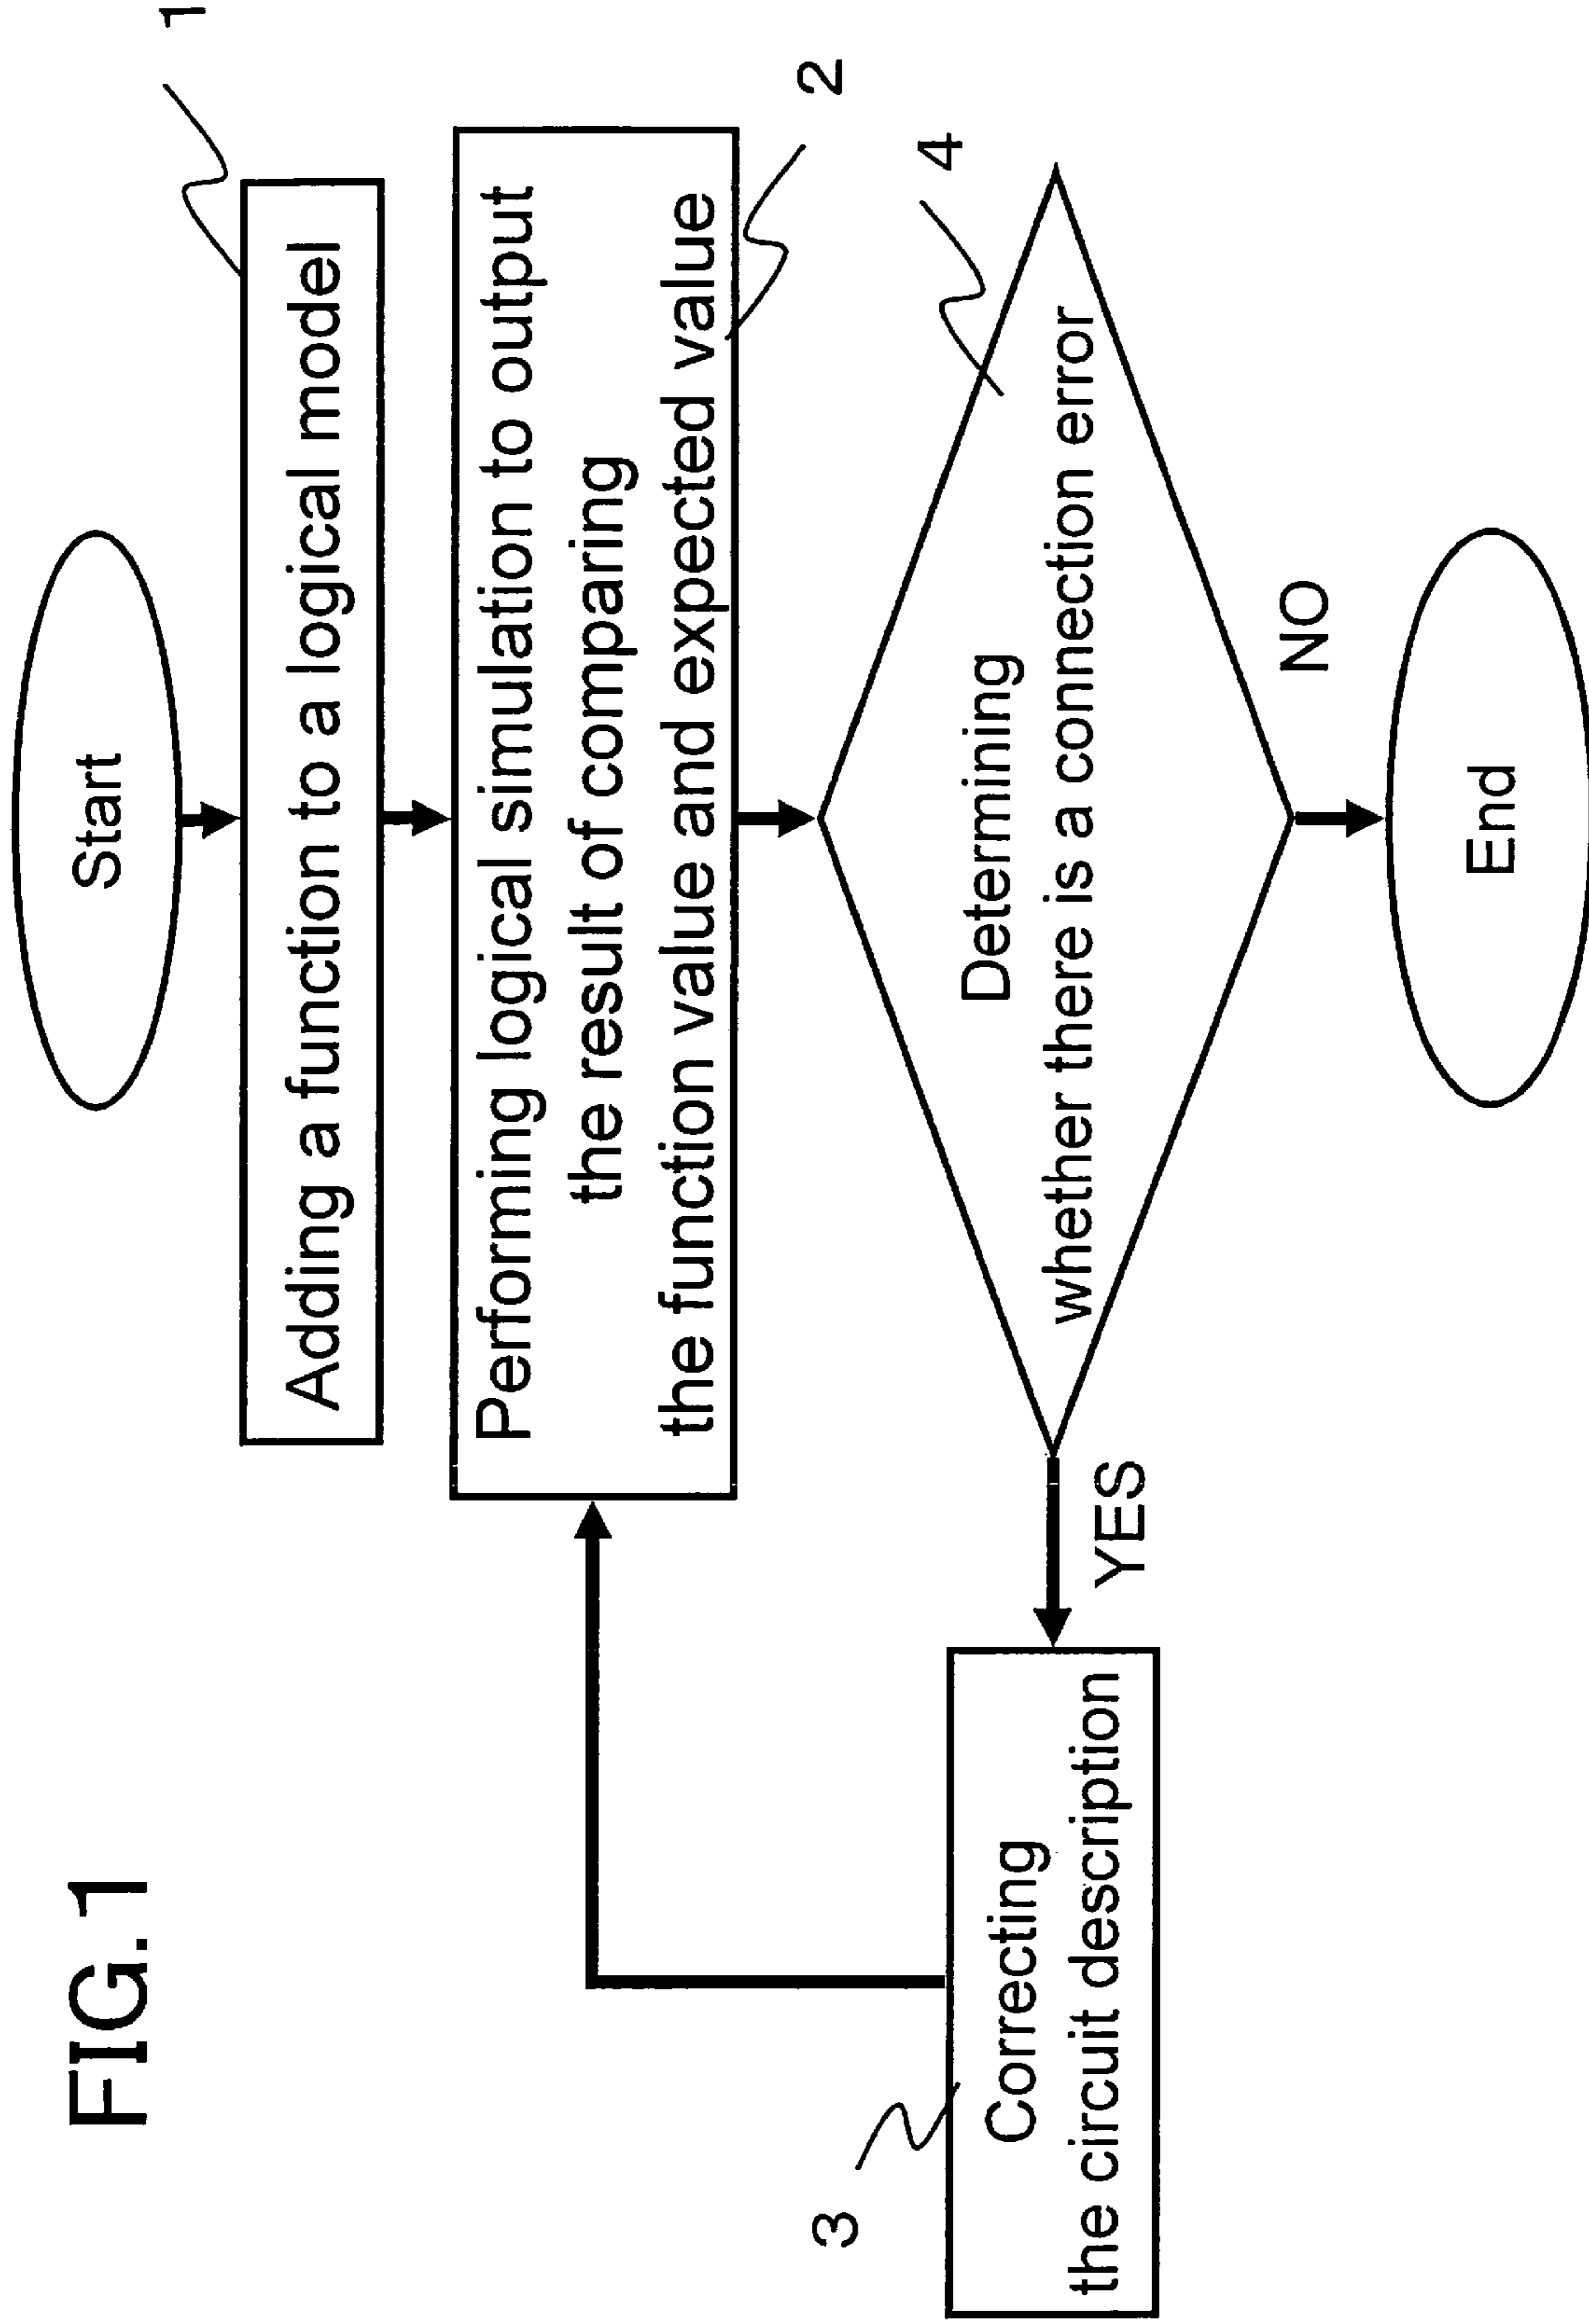 FIG.1
Start
1
Adding a function to a logical model
Performing logical simulation to output
the result of comparing
the function value and expected value
2
4
Determining
whether there is a connection error
YES
NO
3
Correcting
the circuit description
End